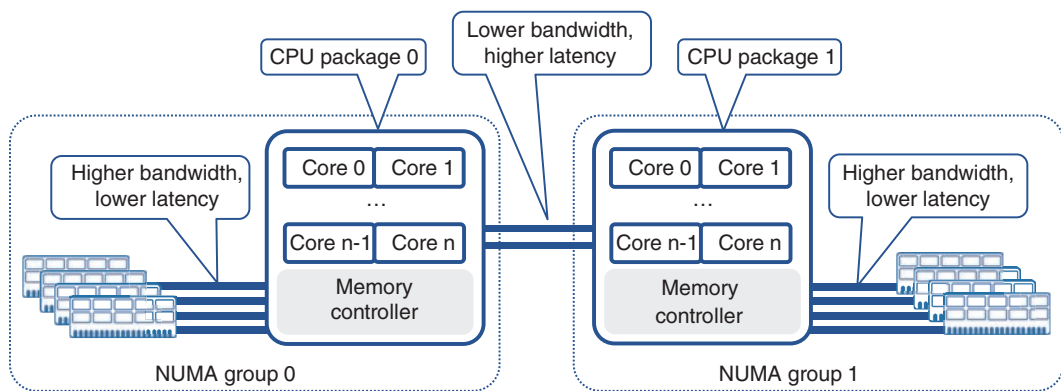 Lower bandwidth,
higher latency
CPU package 0
CPU package 1
Higher bandwidth,
lower latency
Core 0 Core 1
...
Core n-1 Core n
Memory
controller
NUMA group 0
Core 0 Core 1
...
Core n-1 Core n
Memory
controller
Higher bandwidth,
lower latency
NUMA group 1